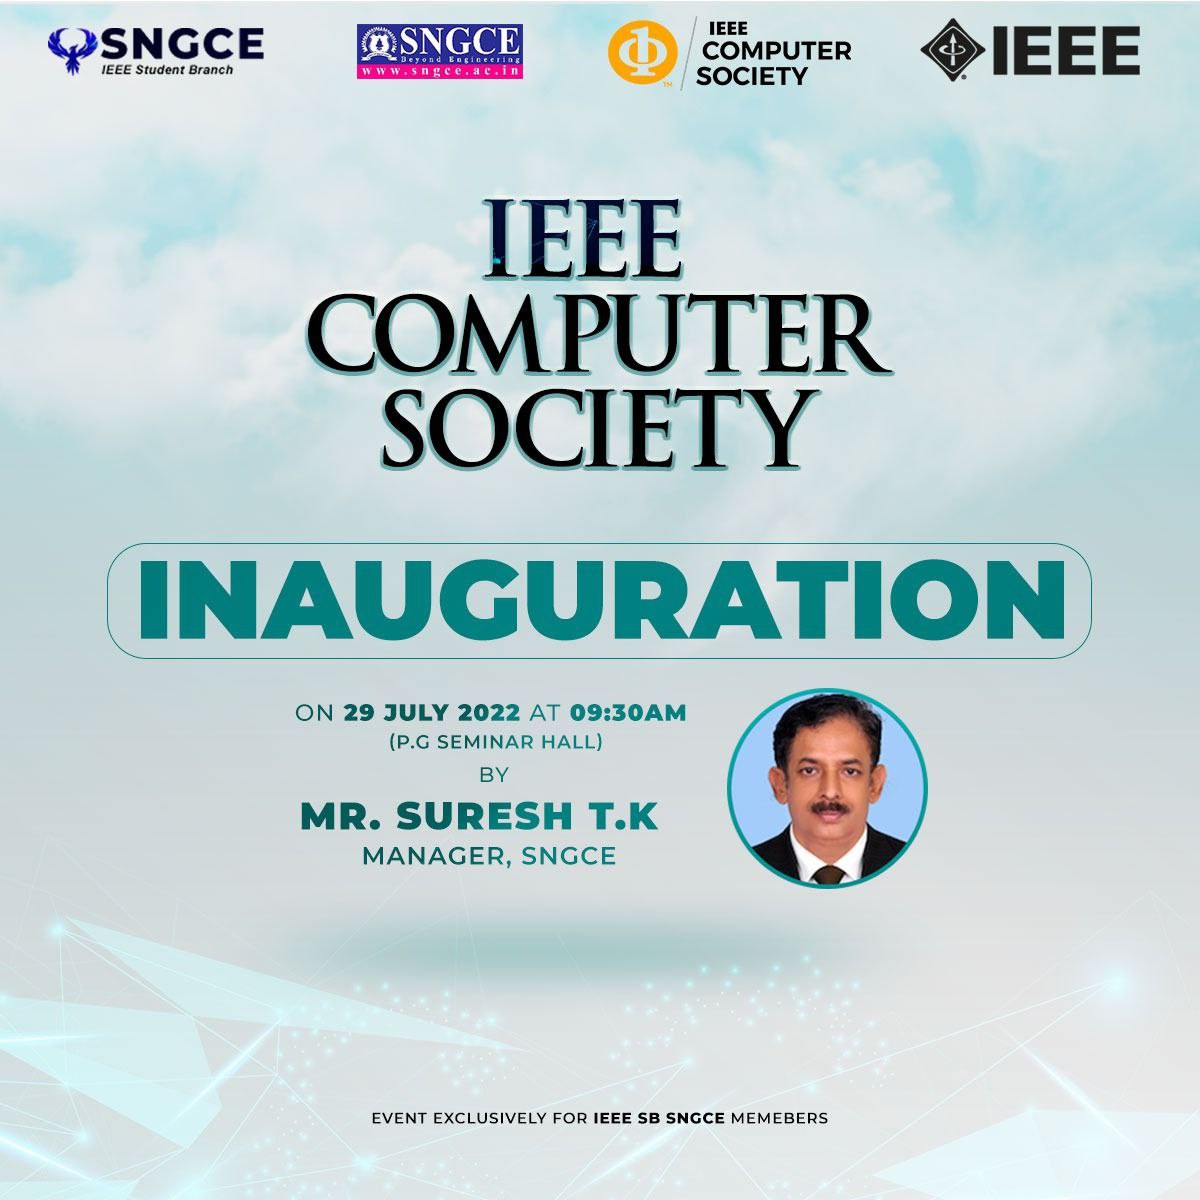 SNGCE
IEEE Student Branch
SNGCE
Beyond Engineering
www.sngce.ac.in
IEEE
COMPUTER
SOCIETY
TM
IEEE
IEEE
COMPUTER
SOCIETY
INAUGURATION
ON 29 JULY 2022 AT 09:30AM
(P.G SEMINAR HALL)
BY
MR. SURESH T.K
MANAGER, SNGCE
EVENT EXCLUSIVELY FOR IEEE SB SNGCE MEMEBERS